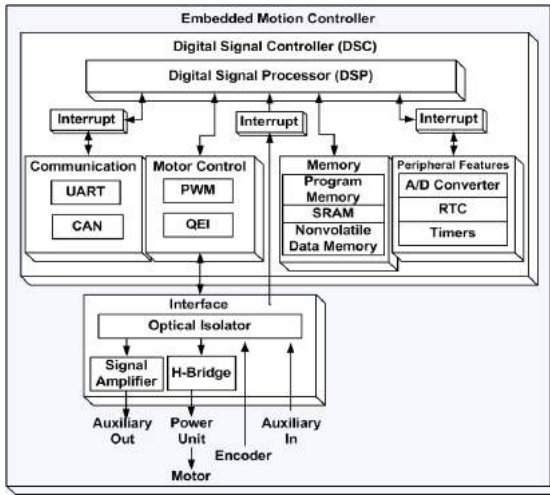 Embedded Motion Controller
Digital Signal Controller (DSC)
Digital Signal Processor (DSP)
Interrupt
Interrupt
Interrupt
Communication
UART
CAN
Motor Control
PWM
QEI
Memory
Program
Memory
SRAM
Nonvolatile
Data Memory
Peripheral Features
A/D Converter
RTC
Timers
Interface
Optical Isolator
Signal
Amplifier
H-Bridge
Auxiliary
Out
Power
Unit
Auxiliary
In
Encoder
Motor